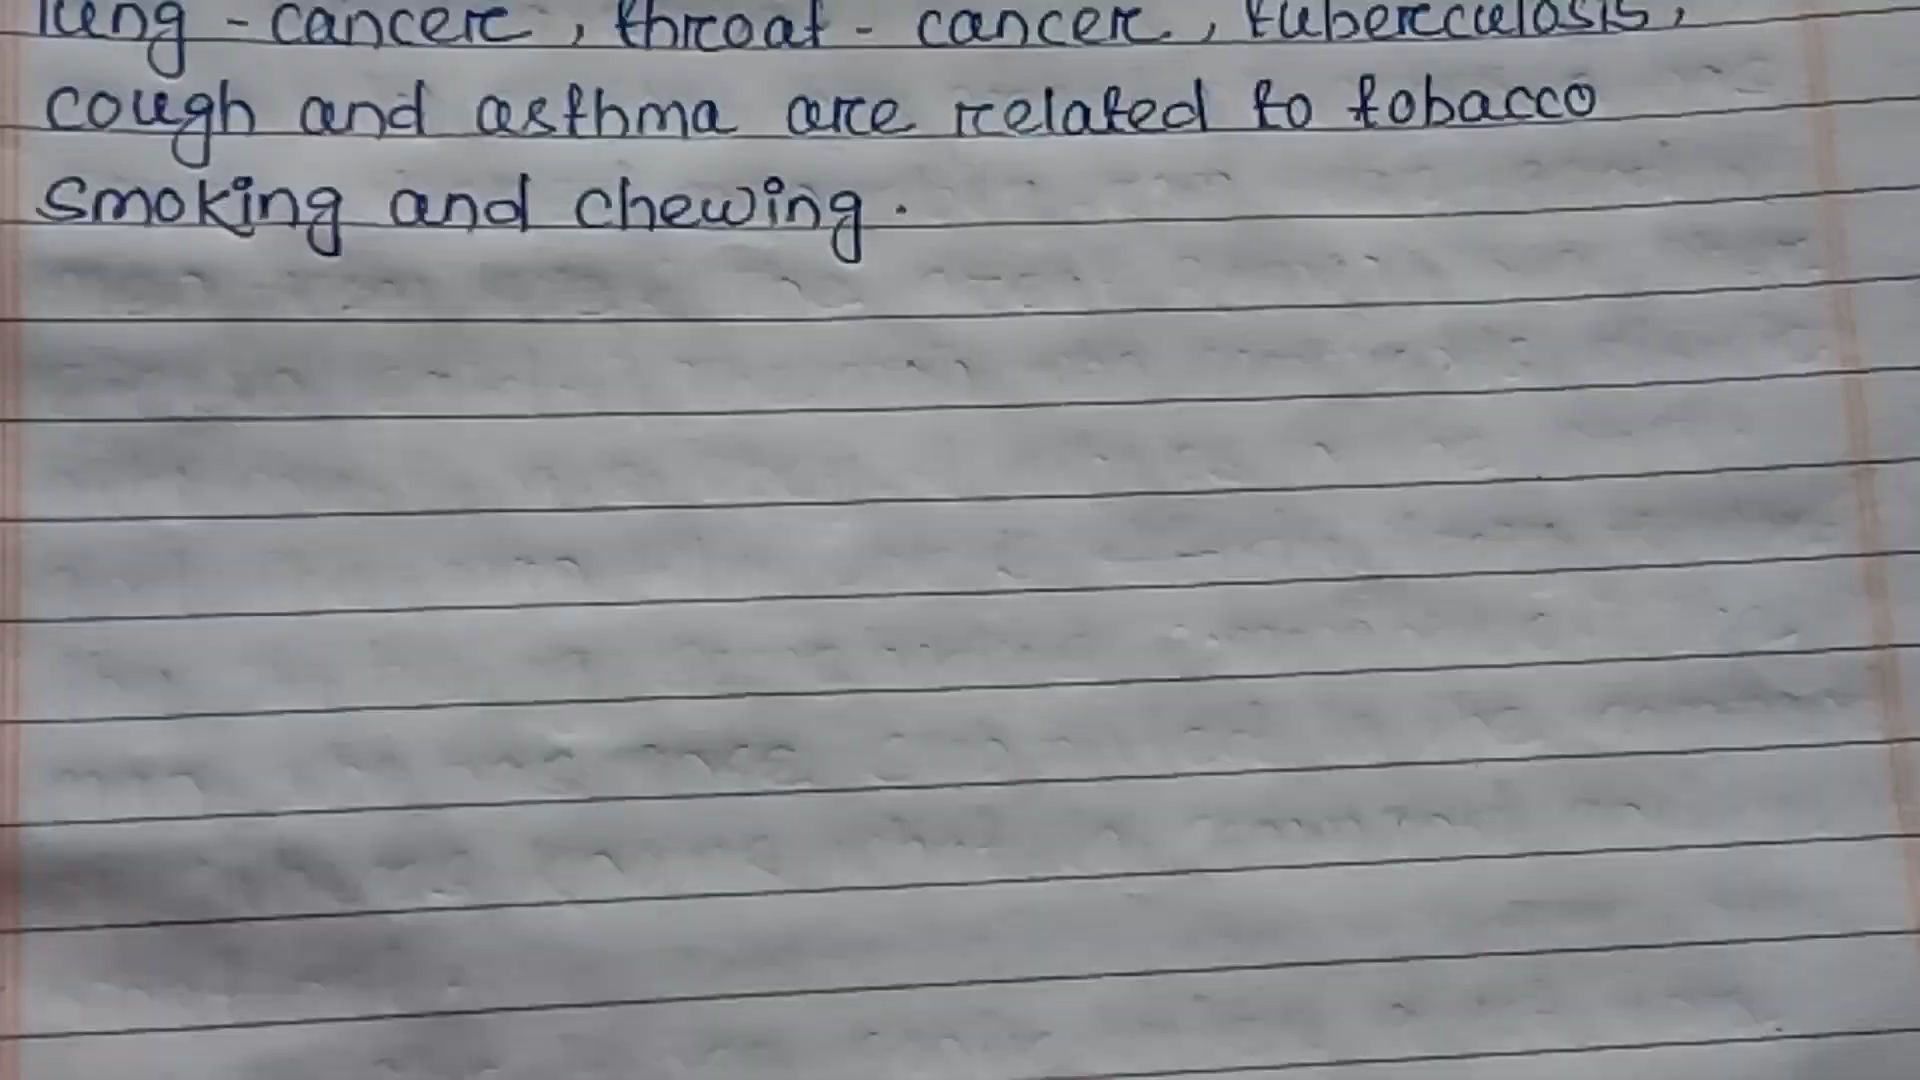 lung - cancer, throat - cancer, tuberculosis,
cough and asthma are related to tobacco
smoking and chewing.